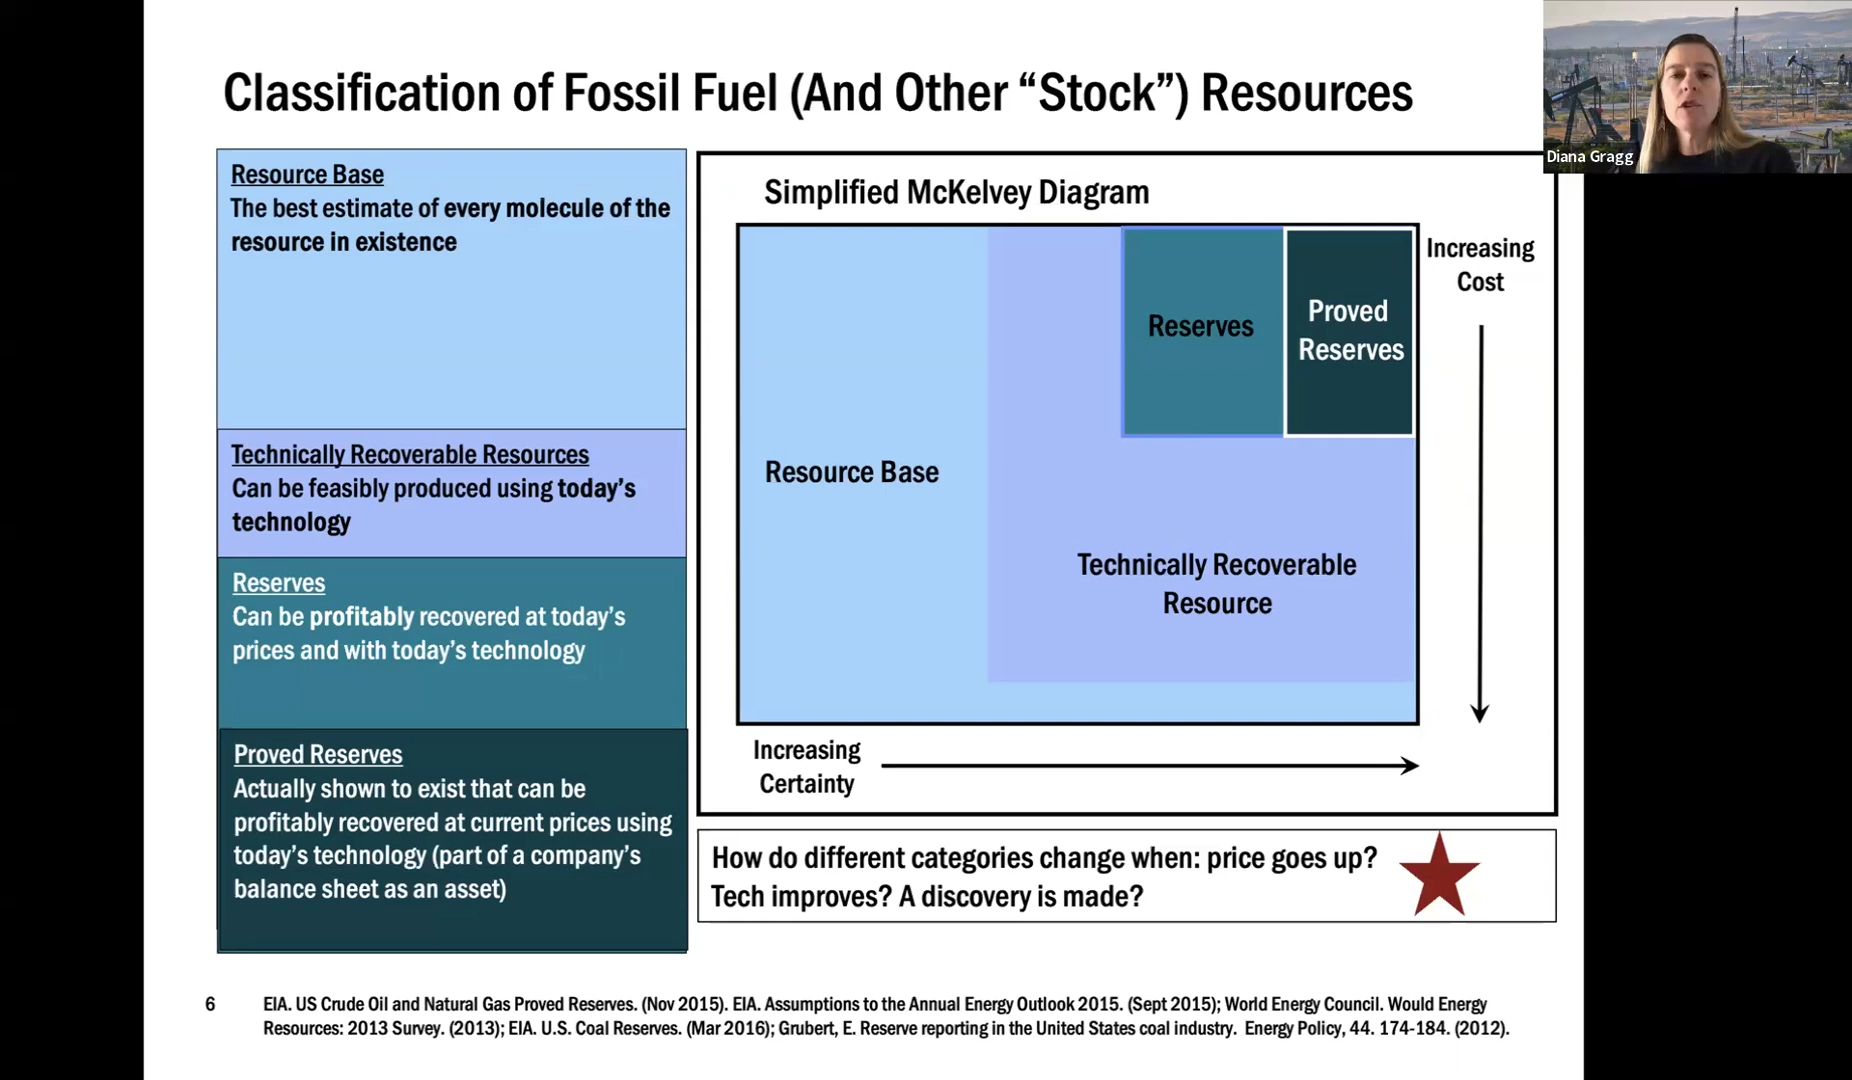 Classification of Fossil Fuel (And Other “Stock”) Resources
Diana Gragg
Resource Base
The best estimate of every molecule of the
resource in existence
Technically Recoverable Resources
Can be feasibly produced using today’s
technology
Reserves
Can be profitably recovered at today’s
prices and with today’s technology
Proved Reserves
Actually shown to exist that can be
profitably recovered at current prices using
today’s technology (part of a company’s
balance sheet as an asset)
Simplified McKelvey Diagram
Reserves
Proved
Reserves
Resource Base
Technically Recoverable
Resource
Increasing
Cost
Increasing
Certainty
How do different categories change when: price goes up?
Tech improves? A discovery is made?
6
EIA. US Crude Oil and Natural Gas Proved Reserves. (Nov 2015). EIA. Assumptions to the Annual Energy Outlook 2015. (Sept 2015); World Energy Council. Would Energy
Resources: 2013 Survey. (2013); EIA. U.S. Coal Reserves. (Mar 2016); Grubert, E. Reserve reporting in the United States coal industry. Energy Policy, 44. 174-184. (2012).